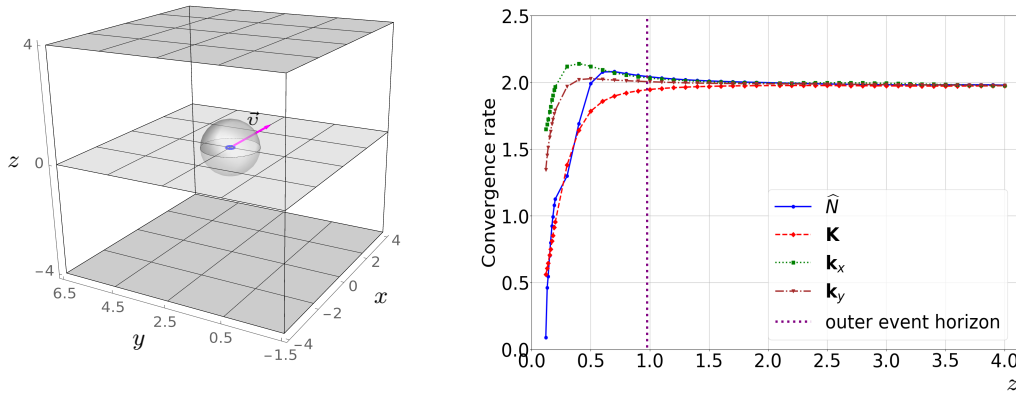 4
z
0
−4
v⃗
6.5
4.5
2.5
0.5
−1.5
y
−4
−2
0
2
4
x
Convergence rate
2.5
2.0
1.5
1.0
0.5
0.0
0.0 0.5 1.0 1.5 2.0 2.5 3.0 3.5 4.0
z
N̂
K
kₓ
k_y
outer event horizon